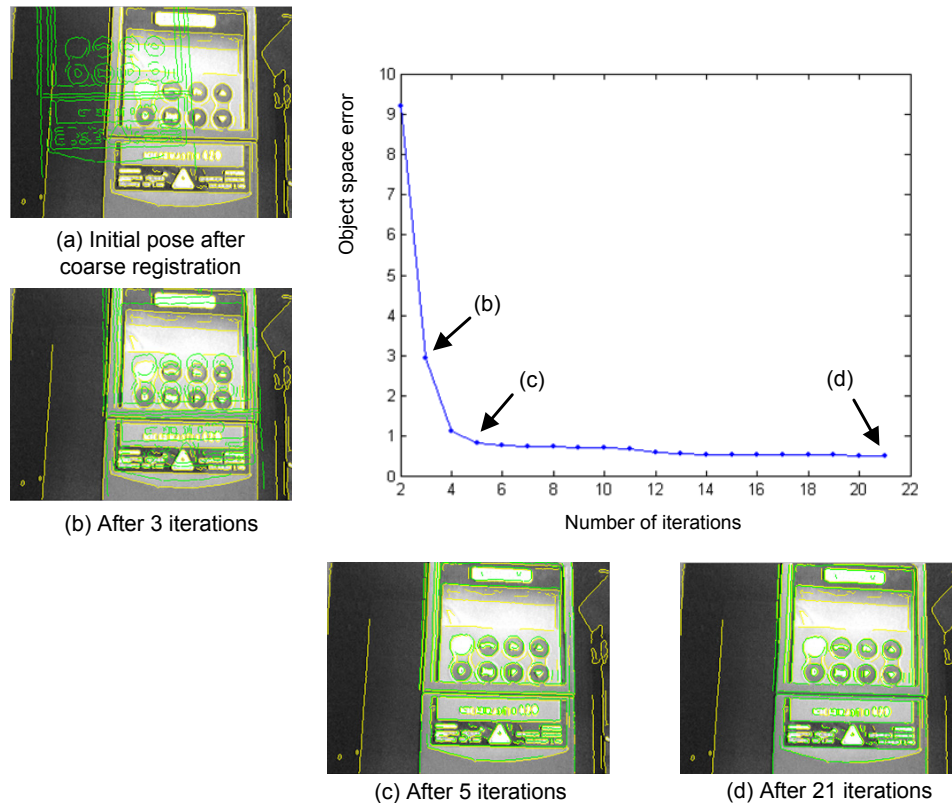 (a) Initial pose after
coarse registration
(b) After 3 iterations
Object space error
10
9
8
7
6
5
4
3
2
1
0
2
4
6
8
10
12
14
16
18
20
22
Number of iterations
(b)
(c)
(d)
(c) After 5 iterations
(d) After 21 iterations